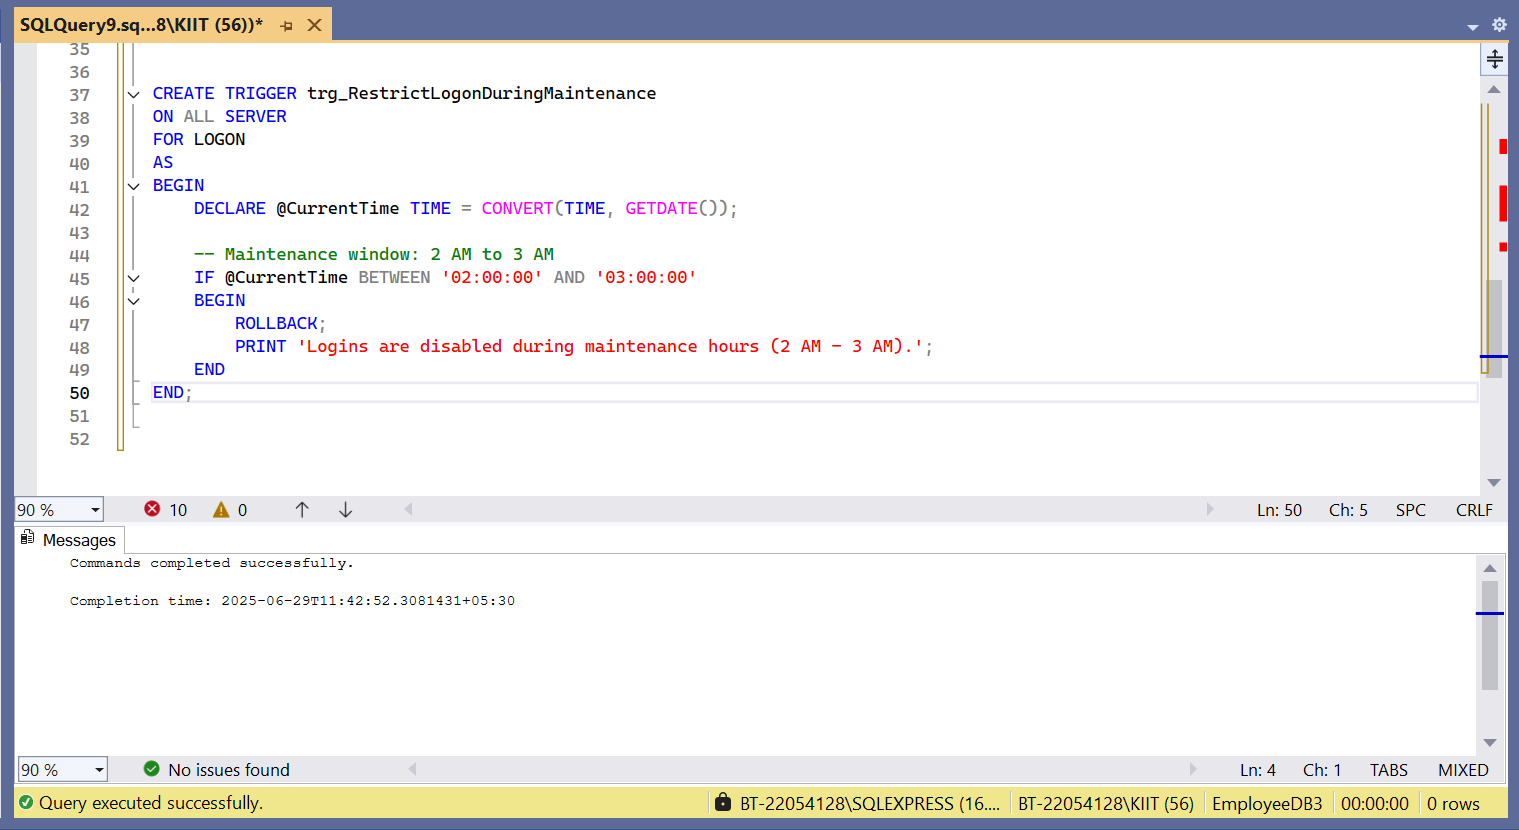 SQLQuery9.sq...8\KIIT (56))*
35
36
37 CREATE TRIGGER trg_RestrictLogonDuringMaintenance
38 ON ALL SERVER
39 FOR LOGON
40 AS
41 BEGIN
42 DECLARE @CurrentTime TIME = CONVERT(TIME, GETDATE());
43
44 -- Maintenance window: 2 AM to 3 AM
45 IF @CurrentTime BETWEEN '02:00:00' AND '03:00:00'
46 BEGIN
47 ROLLBACK;
48 PRINT 'Logins are disabled during maintenance hours (2 AM – 3 AM).';
49 END
50 END;
51
52
90 % 10 0 Ln: 50 Ch: 5 SPC CRLF
Messages
Commands completed successfully.
Completion time: 2025-06-29T11:42:52.3081431+05:30
90 % No issues found Ln: 4 Ch: 1 TABS MIXED
Query executed successfully. BT-22054128\SQLEXPRESS (16.... BT-22054128\KIIT (56) EmployeeDB3 00:00:00 0 rows